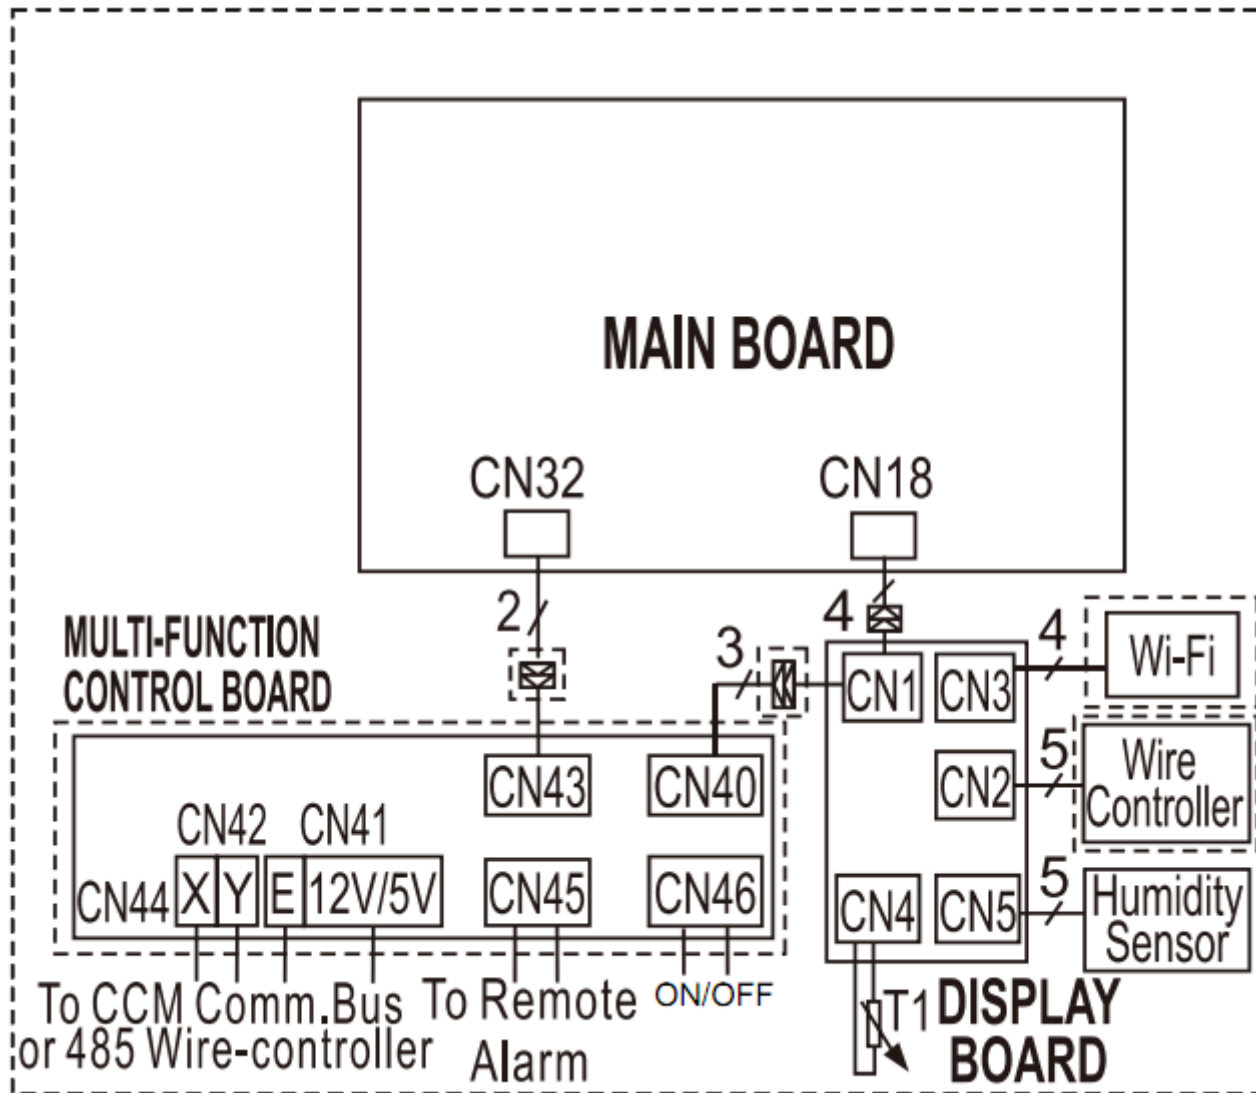 MAIN BOARD
CN32
CN18
2
4
MULTI-FUNCTION
CONTROL BOARD
3
CN1
CN3
4
Wi-Fi
CN2
5
Wire
Controller
CN43
CN40
CN42
CN41
CN44
X
Y
E
12V/5V
CN45
CN46
CN4
CN5
5
Humidity
Sensor
To CCM Comm.Bus
or 485 Wire-controller
To Remote
Alarm
ON/OFF
T1
DISPLAY
BOARD